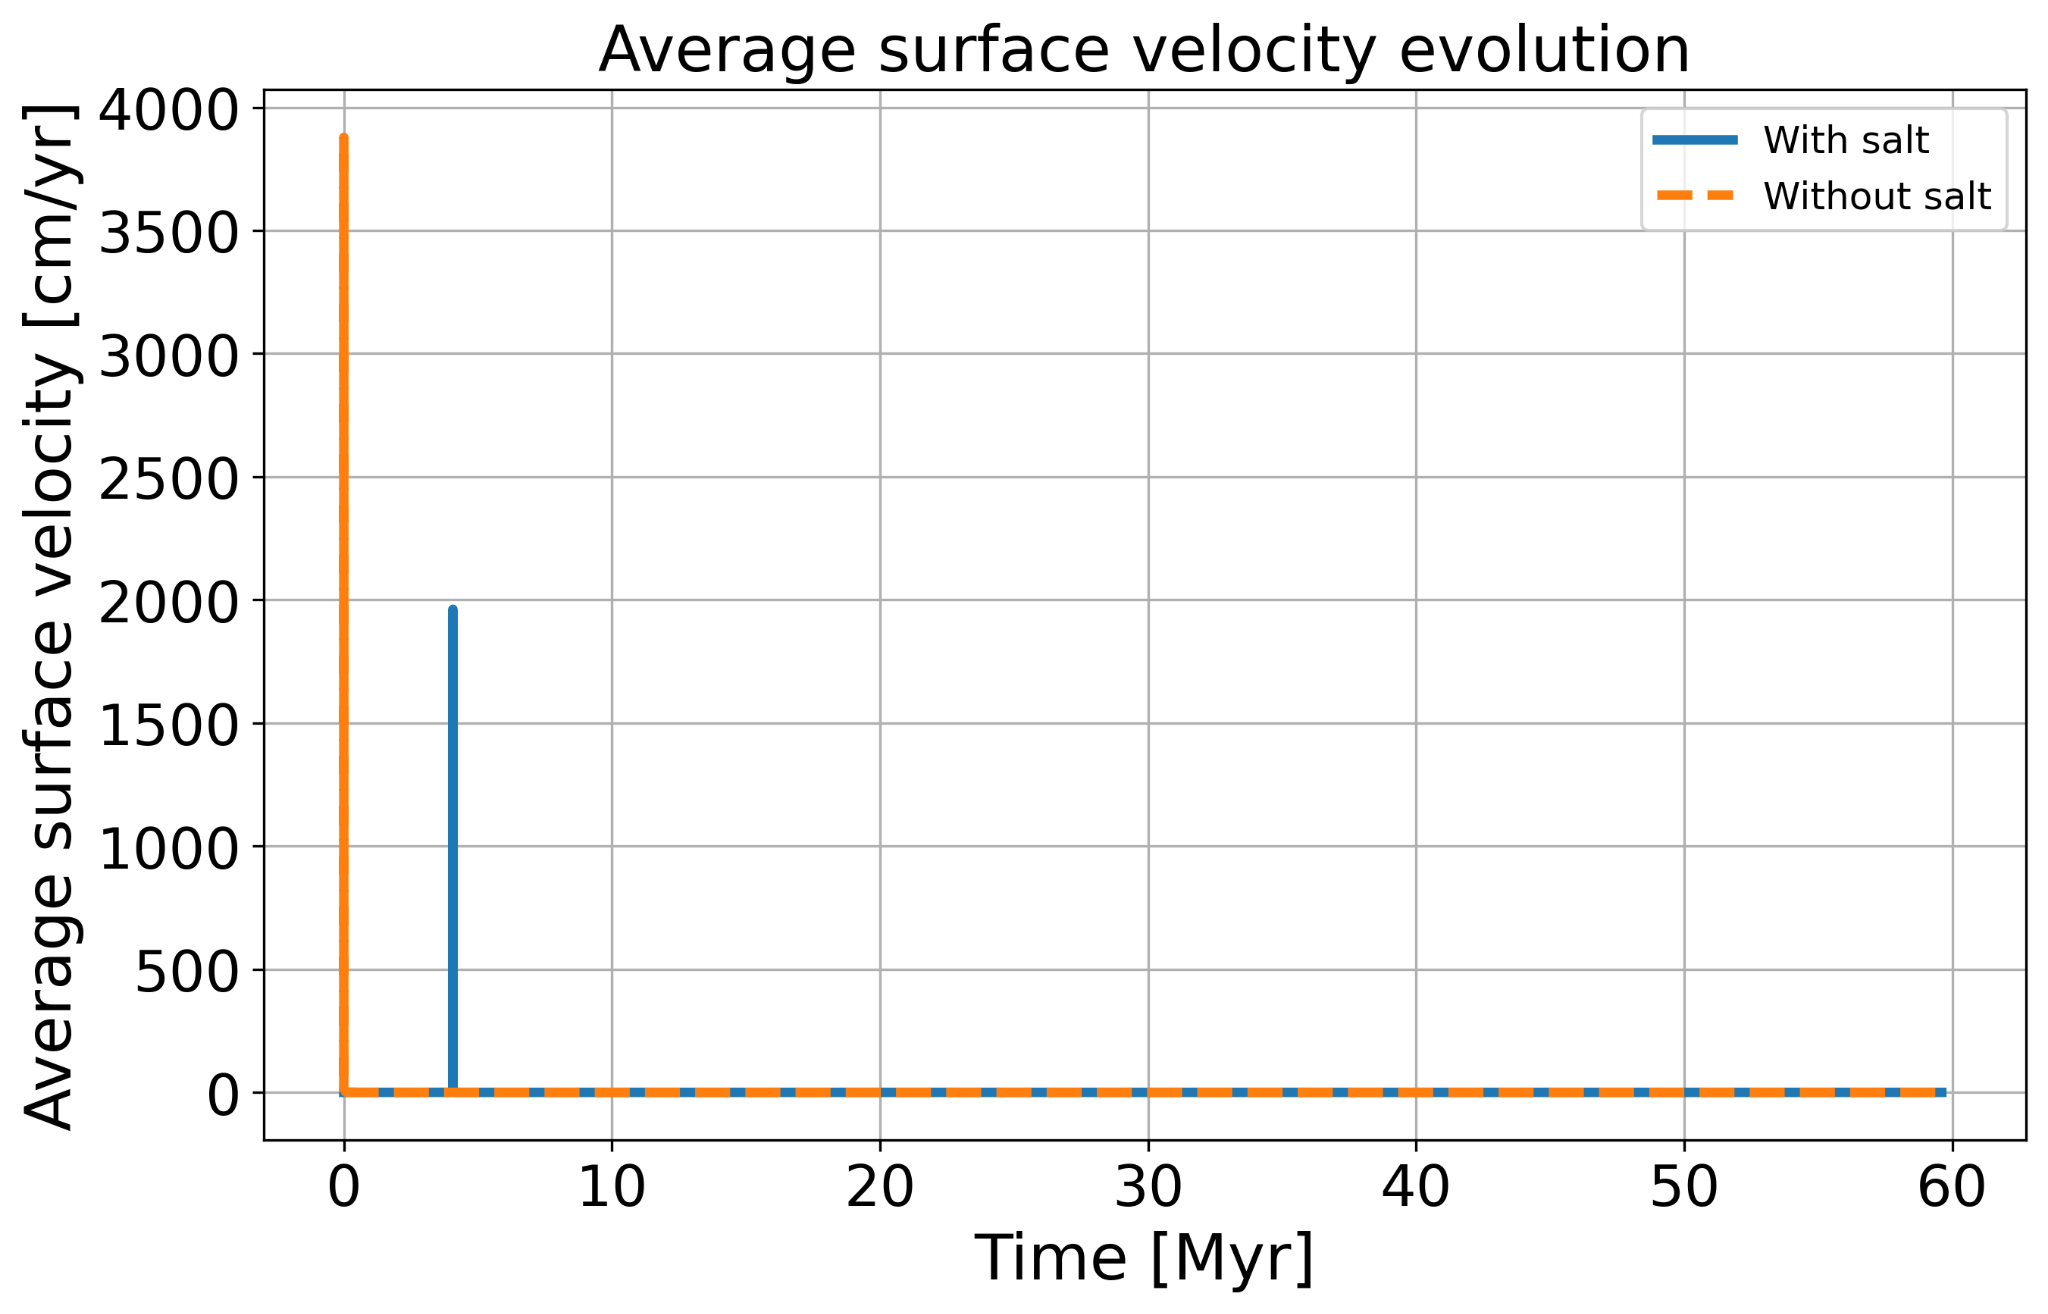 Average surface velocity evolution
Average surface velocity [cm/yr]
4000
3500
3000
2500
2000
1500
1000
500
0
With salt
Without salt
0 10 20 30 40 50 60
Time [Myr]